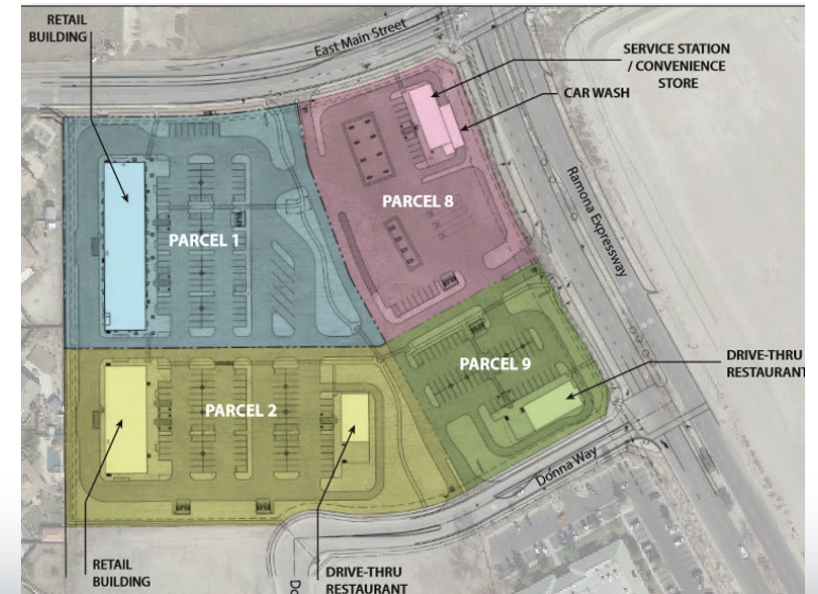 RETAIL
BUILDING
East Main Street
SERVICE STATION
/ CONVENIENCE
STORE
CAR WASH
PARCEL 8
Ramona Expressway
PARCEL 1
PARCEL 9
DRIVE-THRU
RESTAURANT
PARCEL 2
Donna Way
RETAIL
BUILDING
DRIVE-THRU
RESTAURANT
Do